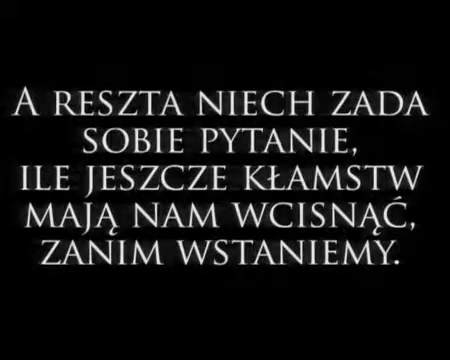 A RESZTA NIECH ZADA
SOBIE PYTANIE,
ILE JESZCZE KŁAMSTW
MAJĄ NAM WCISNĄĆ,
ZANIM WSTANIEMY.